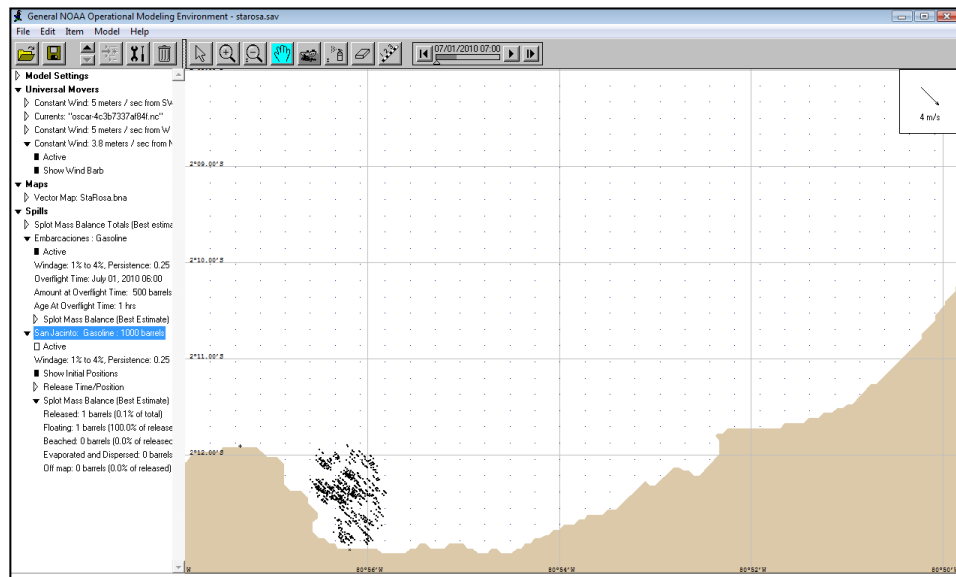 General NOAA Operational Modeling Environment - starosa.sav
File Edit Item Model Help
07/01/2010 07:00
Model Settings
Universal Movers
Constant Wind: 5 meters / sec from SW
Currents: "oscar-4c3b7337af84f.nc"
Constant Wind: 5 meters / sec from W
Constant Wind: 3.8 meters / sec from N
Active
Show Wind Barb
Maps
Vector Map: StaRosa.bna
Spills
Splot Mass Balance Totals (Best estima
Embarcaciones : Gasoline
Active
Windage: 1% to 4%, Persistence: 0.25
Overflight Time: July 01, 2010 06:00
Amount at Overflight Time: 500 barrels
Age At Overflight Time: 1 hrs
Splot Mass Balance (Best Estimate)
San Jacinto: Gasoline : 1000 barrels
Active
Windage: 1% to 4%, Persistence: 0.25
Show Initial Positions
Release Time/Position
Splot Mass Balance (Best Estimate)
Released: 1 barrels (0.1% of total)
Floating: 1 barrels (100.0% of release
Beached: 0 barrels (0.0% of released
Evaporated and Dispersed: 0 barrels
Off map: 0 barrels (0.0% of released)
4 m/s
2°09.00'S
2°10.00'S
2°11.00'S
2°12.00'S
80°56'W
80°54'W
80°52'W
80°50'W